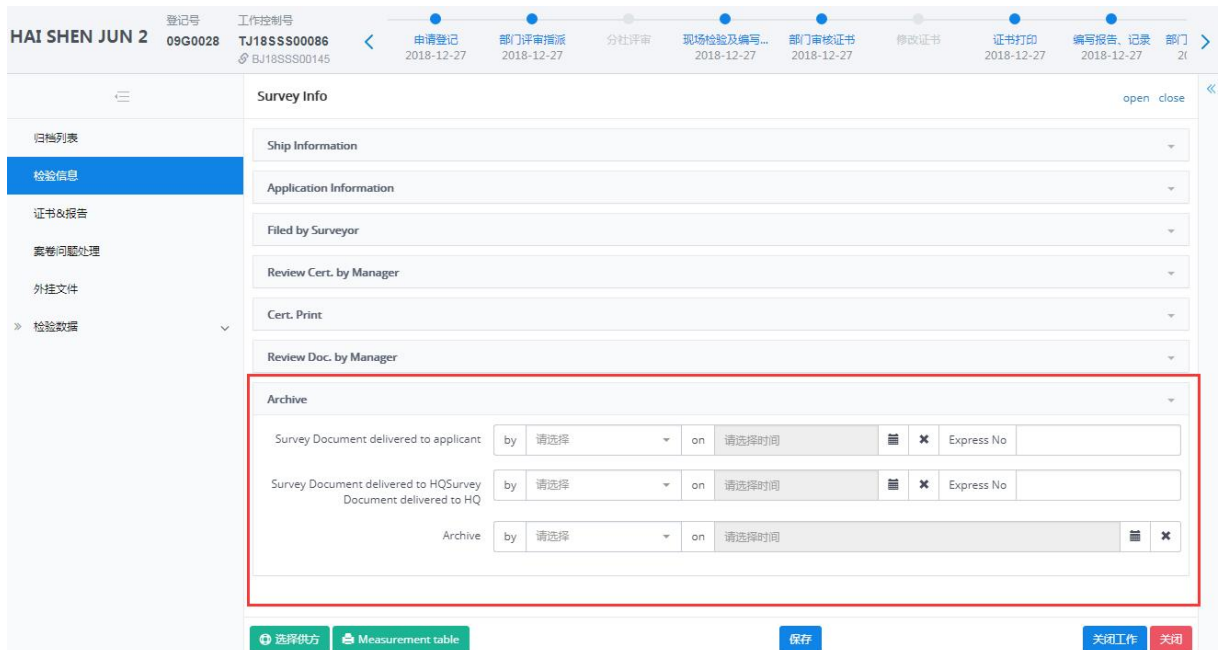 HAI SHEN JUN 2
登记号
09G0028
工作控制号
TJ18SSS00086
BJ18SSS00145
申请登记
2018-12-27
部门评审指派
2018-12-27
分社评审
现场检验及编写...
2018-12-27
部门审核证书
2018-12-27
修改证书
证书打印
2018-12-27
编写报告、记录
2018-12-27
部门
20
归档列表
检验信息
证书&报告
案卷问题处理
外挂文件
检验数据
Survey Info
open close
Ship Information
Application Information
Filed by Surveyor
Review Cert. by Manager
Cert. Print
Review Doc. by Manager
Archive
Survey Document delivered to applicant by 请选择 on 请选择时间 Express No
Survey Document delivered to HQSurvey
Document delivered to HQ
by 请选择 on 请选择时间 Express No
Archive by 请选择 on 请选择时间
选择供方 Measurement table 保存 关闭工作 关闭